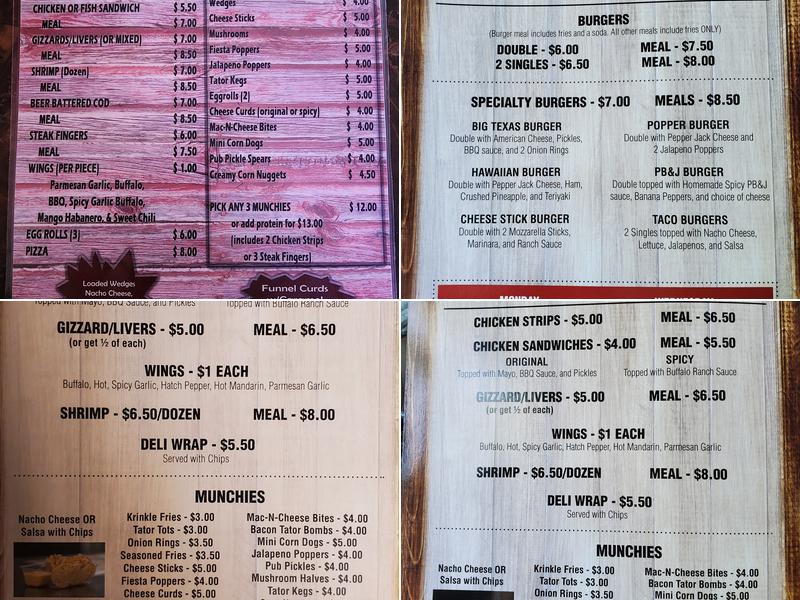 CHICKEN OR FISH SANDWICH $ 5.50
MEAL $ 7.00
GIZZARDS/LIVERS (OR MIXED) $ 7.00
MEAL $ 8.50
SHRIMP (Dozen) $ 7.00
MEAL $ 8.50
BEER BATTERED COD $ 7.00
MEAL $ 8.50
STEAK FINGERS $ 6.00
MEAL $ 7.50
WINGS (PER PIECE) $ 1.00
Parmesan Garlic, Buffalo,
BBQ, Spicy Garlic Buffalo,
Mango Habanero, & Sweet Chili
EGG ROLLS (3) $ 6.00
PIZZA $ 8.00
Loaded Wedges
Nacho Cheese,
Wedges $ 4.00
Cheese Sticks $ 5.00
Mushrooms $ 4.00
Fiesta Poppers $ 5.00
Jalapeno Poppers $ 4.00
Tator Kegs $ 5.00
Eggrolls (2) $ 5.00
Cheese Curds (original or spicy) $ 4.00
Mac-N-Cheese Bites $ 4.00
Mini Corn Dogs $ 5.00
Pub Pickle Spears $ 4.00
Creamy Corn Nuggets $ 4.50
PICK ANY 3 MUNCHIES $ 12.00
or add protein for $13.00
(includes 2 Chicken Strips
or 3 Steak Fingers)
Funnel Curds
BURGERS
(Burger meal includes fries and a soda. All other meals include fries ONLY)
DOUBLE - $6.00 MEAL - $7.50
2 SINGLES - $6.50 MEAL - $8.00
SPECIALTY BURGERS - $7.00 MEALS - $8.50
BIG TEXAS BURGER
Double with American Cheese, Pickles,
BBQ sauce, and 2 Onion Rings
POPPER BURGER
Double with Pepper Jack Cheese and
2 Jalapeno Poppers
HAWAIIAN BURGER
Double with Pepper Jack Cheese, Ham,
Crushed Pineapple, and Teriyaki
PB&J BURGER
Double topped with Homemade Spicy PB&J
sauce, Banana Peppers, and choice of cheese
CHEESE STICK BURGER
Double with 2 Mozzarella Sticks,
Marinara, and Ranch Sauce
TACO BURGERS
2 Singles topped with Nacho Cheese,
Lettuce, Jalapenos, and Salsa
MONDAY
Topped with Mayo, BBQ Sauce, and Pickles Topped with Buffalo Ranch Sauce
GIZZARD/LIVERS - $5.00 MEAL - $6.50
(or get ½ of each)
WINGS - $1 EACH
Buffalo, Hot, Spicy Garlic, Hatch Pepper, Hot Mandarin, Parmesan Garlic
SHRIMP - $6.50/DOZEN MEAL - $8.00
DELI WRAP - $5.50
Served with Chips
MUNCHIES
Nacho Cheese OR
Salsa with Chips
Krinkle Fries - $3.00
Tator Tots - $3.00
Onion Rings - $3.50
Seasoned Fries - $3.50
Cheese Sticks - $5.00
Fiesta Poppers - $4.00
Cheese Curds - $5.00
Mac-N-Cheese Bites - $4.00
Bacon Tator Bombs - $4.00
Mini Corn Dogs - $5.00
Jalapeno Poppers - $4.00
Pub Pickles - $4.00
Mushroom Halves - $4.00
Tator Kegs - $4.00
CHICKEN STRIPS - $5.00 MEAL - $6.50
CHICKEN SANDWICHES - $4.00 MEAL - $5.50
ORIGINAL SPICY
Topped with Mayo, BBQ Sauce, and Pickles Topped with Buffalo Ranch Sauce
GIZZARD/LIVERS - $5.00 MEAL - $6.50
(or get ½ of each)
WINGS - $1 EACH
Buffalo, Hot, Spicy Garlic, Hatch Pepper, Hot Mandarin, Parmesan Garlic
SHRIMP - $6.50/DOZEN MEAL - $8.00
DELI WRAP - $5.50
Served with Chips
MUNCHIES
Nacho Cheese OR
Salsa with Chips
Krinkle Fries - $3.00
Tator Tots - $3.00
Onion Rings - $3.50
Mac-N-Cheese Bites - $4.00
Bacon Tator Bombs - $4.00
Mini Corn Dogs - $5.00